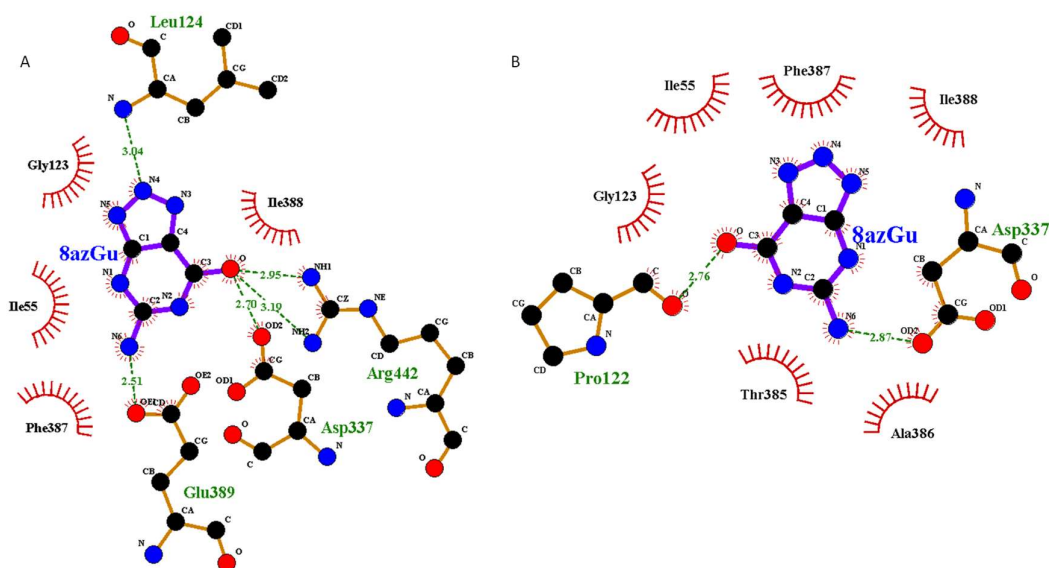 A
Leu124
O
C
CD1
CA
CG
CD2
N
CB
3.04
Gly123
N4
N5
N3
Ile388
8azGu
C1
C4
C3
O
N1
2.95
NH1
C2
N2
CZ
NE
Ile55
2.70
3.19
N6
NH2
OD2
CD
CG
CG
CB
2.51
OE2
OD1
CB
Arg442
Phe387
OE1
CD
CA
N
CA
O
Asp337
CG
C
N
C
CB
O
Glu389
CA
C
N
O
B
Phe387
Ile55
Ile388
N4
N3
N5
Gly123
N
C4
C1
8azGu
Asp337
O
C3
CA
C
N1
CB
2.76
N2
C2
O
CB
C
O
CG
OD1
CG
CA
N6
2.87
OD2
N
CD
Pro122
Thr385
Ala386